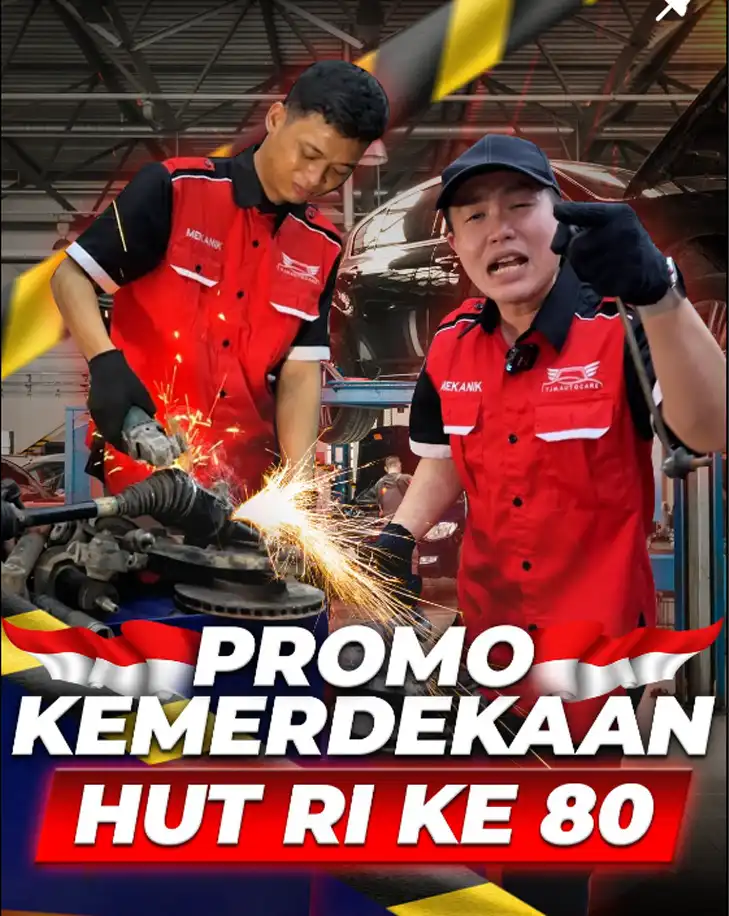 MEKANIK
MEKANIK
TJMAUTOCARE
PROMO
KEMERDEKAAN
HUT RI KE 80